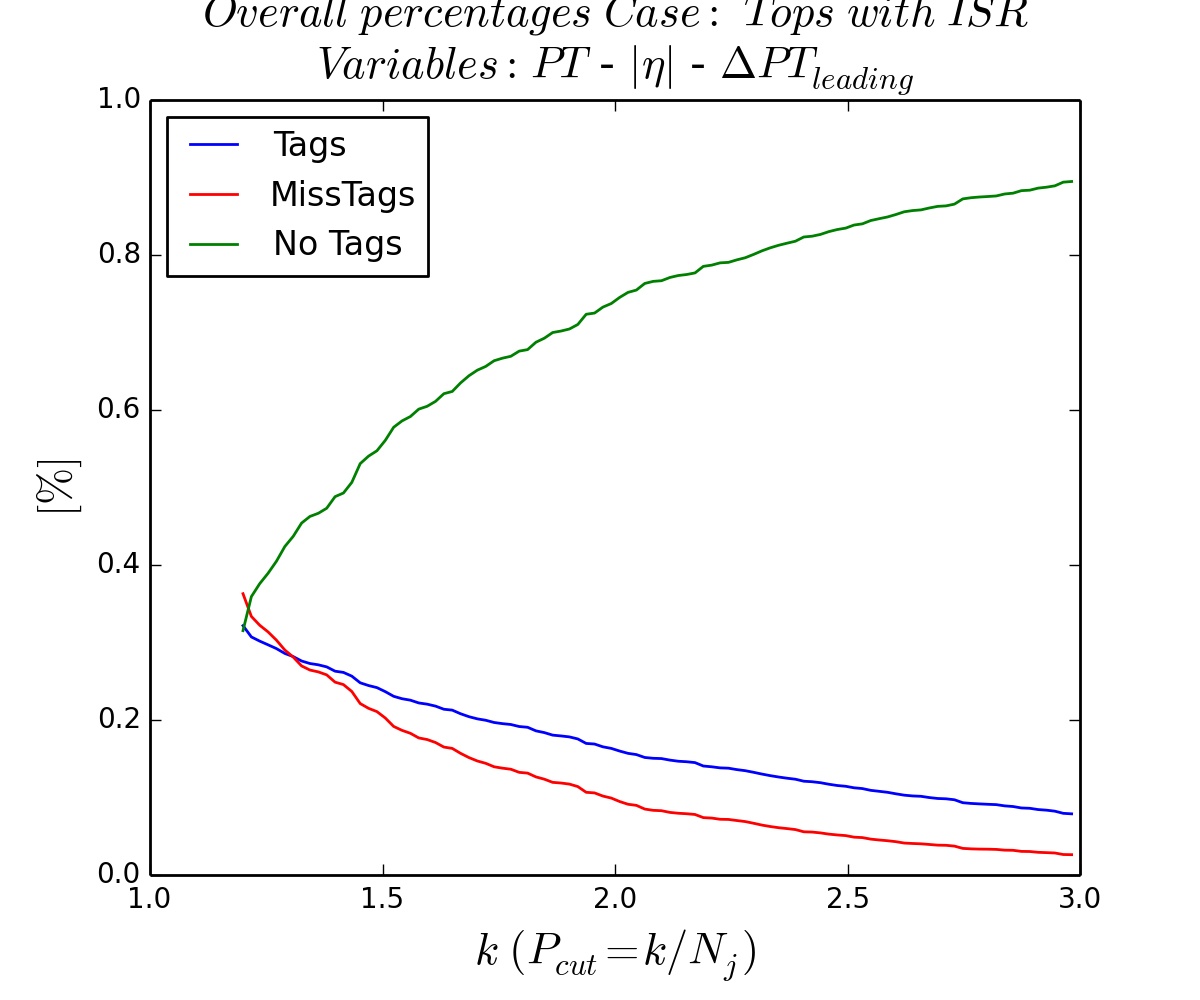 Overall percentages Case: Tops with ISR
Variables: PT - |η| - ΔPT_leading
1.0
Tags
MissTags
No Tags
0.8
0.6
[%]
0.4
0.2
0.0
1.0 1.5 2.0 2.5 3.0
k (P_cut = k/N_j)